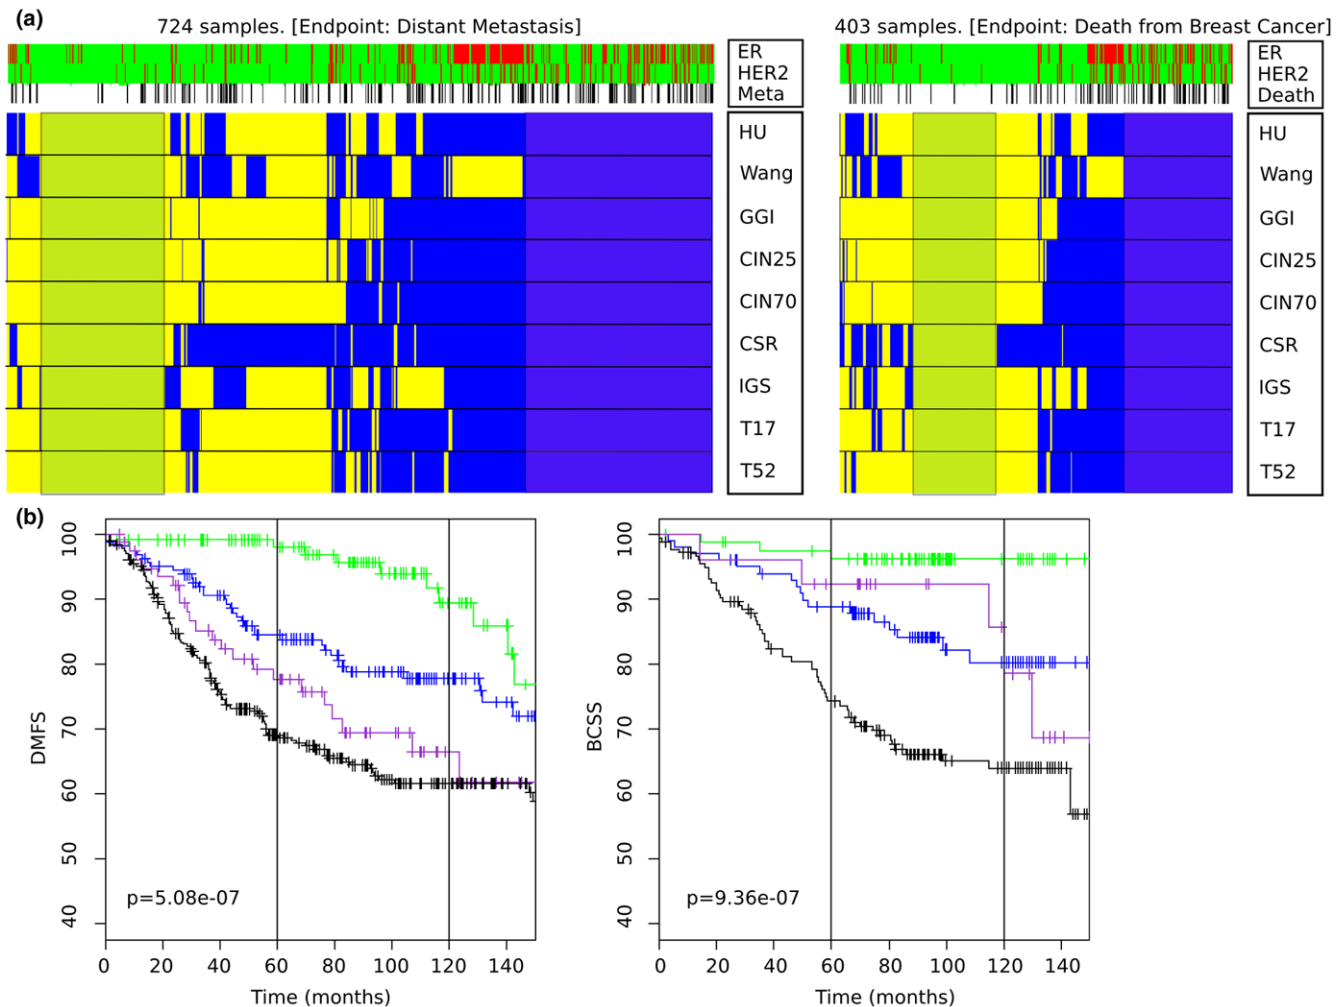 (a)
724 samples. [Endpoint: Distant Metastasis]
ER
HER2
Meta
HU
Wang
GGI
CIN25
CIN70
CSR
IGS
T17
T52
403 samples. [Endpoint: Death from Breast Cancer]
ER
HER2
Death
HU
Wang
GGI
CIN25
CIN70
CSR
IGS
T17
T52
(b)
DMFS
100
90
80
70
60
50
40
p=5.08e-07
0 20 40 60 80 100 120 140
Time (months)
BCSS
100
90
80
70
60
50
40
p=9.36e-07
0 20 40 60 80 100 120 140
Time (months)